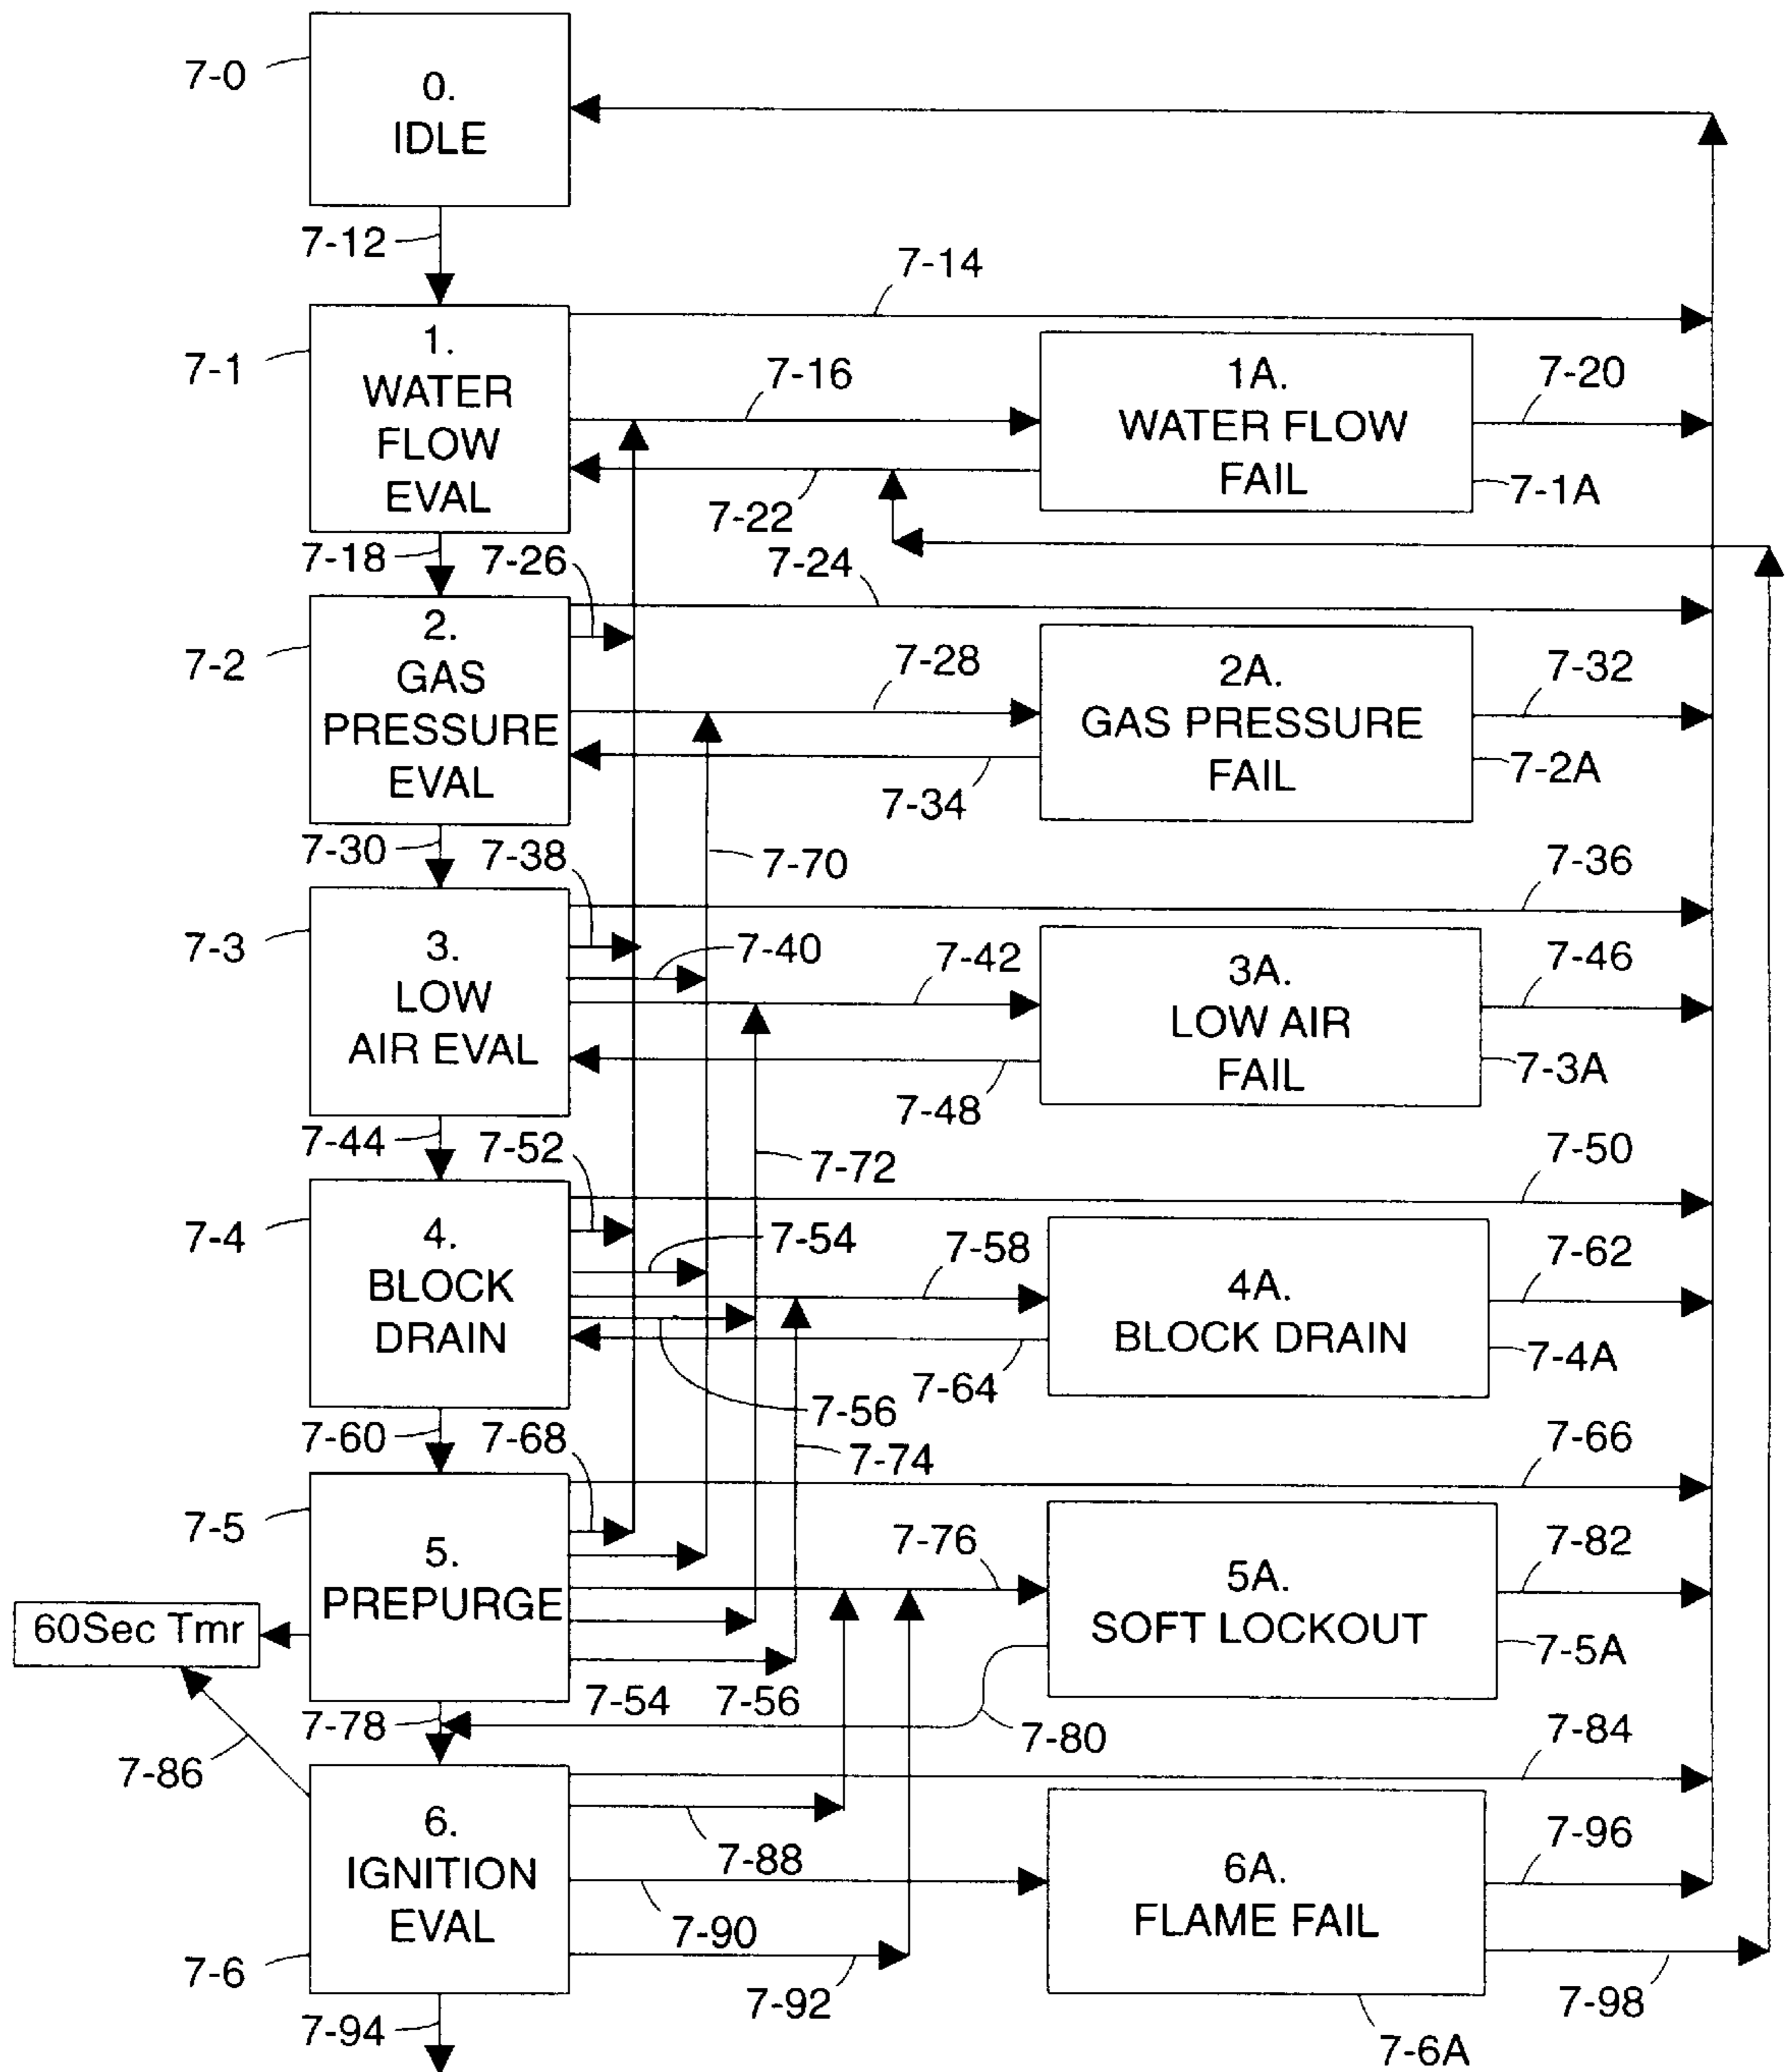 7-0
0.
IDLE
7-12
7-14
7-1
1.
WATER
FLOW
EVAL
7-16
1A.
WATER FLOW
FAIL
7-20
7-22
7-1A
7-18
7-26
7-24
7-2
2.
GAS
PRESSURE
EVAL
7-28
2A.
GAS PRESSURE
FAIL
7-32
7-34
7-2A
7-30
7-38
7-70
7-36
7-3
3.
LOW
AIR EVAL
7-40
7-42
3A.
LOW AIR
FAIL
7-46
7-48
7-3A
7-44
7-52
7-72
7-50
7-4
4.
BLOCK
DRAIN
7-54
7-58
4A.
BLOCK DRAIN
7-62
7-64
7-4A
7-56
7-60
7-68
7-74
7-66
7-5
5.
PREPURGE
7-76
5A.
SOFT LOCKOUT
7-82
7-5A
60Sec Tmr
7-54
7-56
7-78
7-80
7-84
7-86
6.
IGNITION
EVAL
7-88
6A.
FLAME FAIL
7-96
7-90
7-6
7-92
7-98
7-94
7-6A